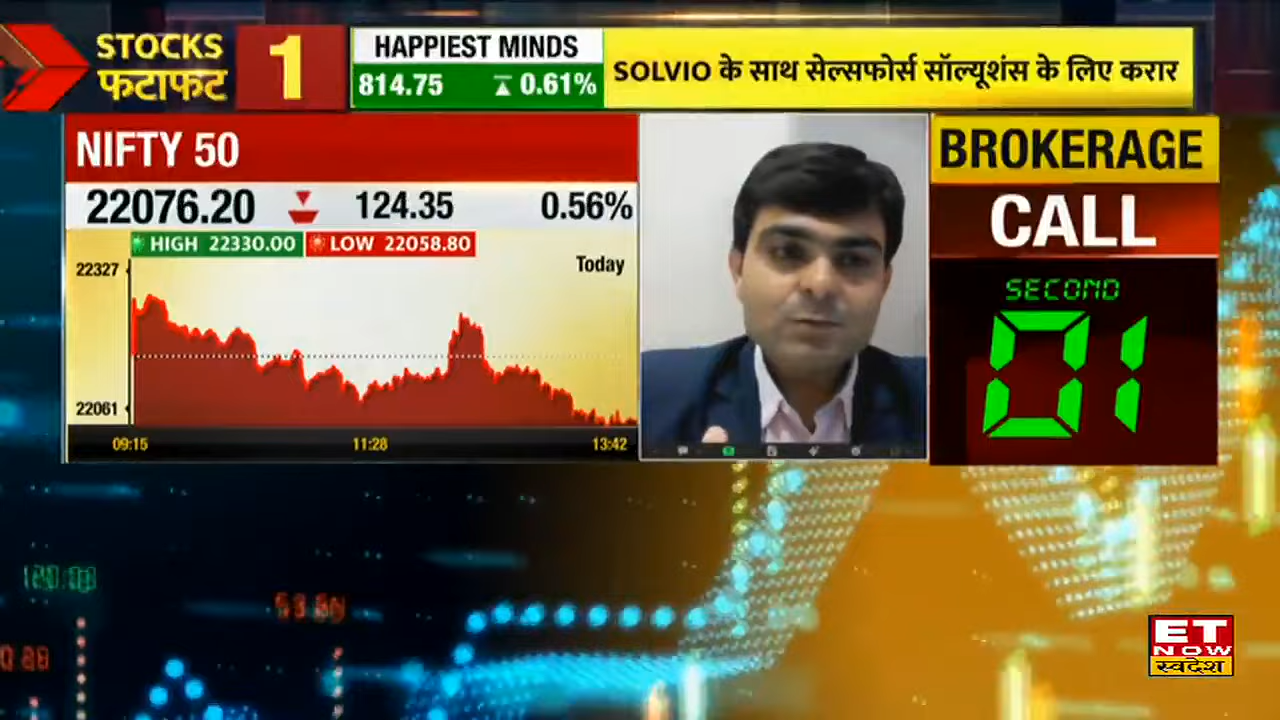 STOCKS
फटाफट
1
HAPPIEST MINDS
814.75 0.61%
SOLVIO के साथ सेल्सफोर्स सॉल्यूशंस के लिए करार
NIFTY 50
22076.20 124.35 0.56%
HIGH 22330.00 LOW 22058.80
Today
22327
22061
09:15 11:28 13:42
BROKERAGE
CALL
SECOND
01
ET
NOW
स्वदेश